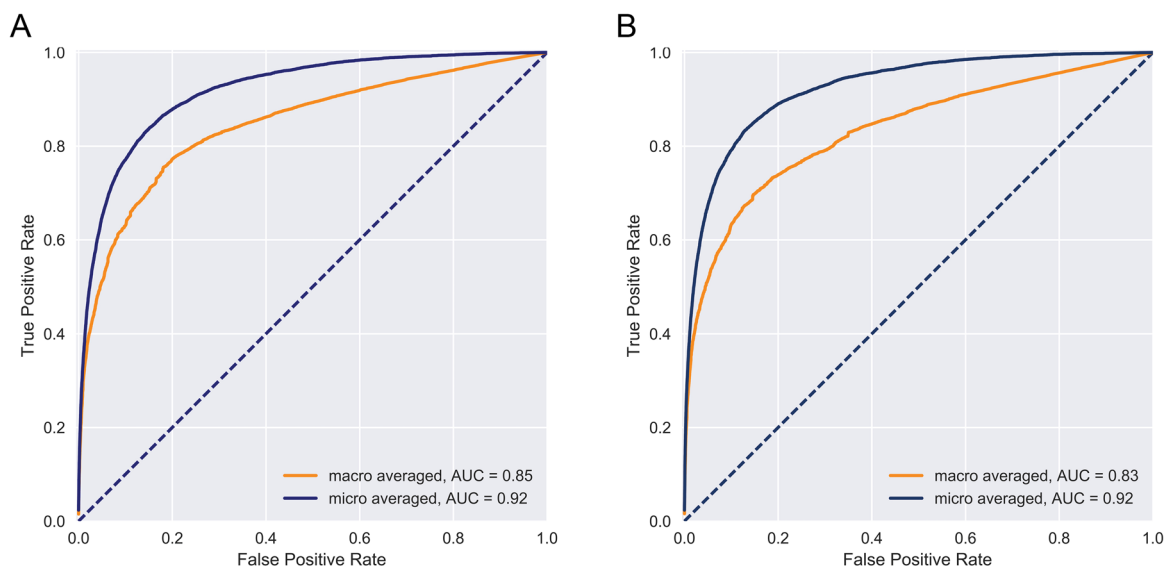 A
1.0
0.8
0.6
0.4
0.2
0.0
True Positive Rate
macro averaged, AUC = 0.85
micro averaged, AUC = 0.92
0.0 0.2 0.4 0.6 0.8 1.0
False Positive Rate
B
1.0
0.8
0.6
0.4
0.2
0.0
True Positive Rate
macro averaged, AUC = 0.83
micro averaged, AUC = 0.92
0.0 0.2 0.4 0.6 0.8 1.0
False Positive Rate